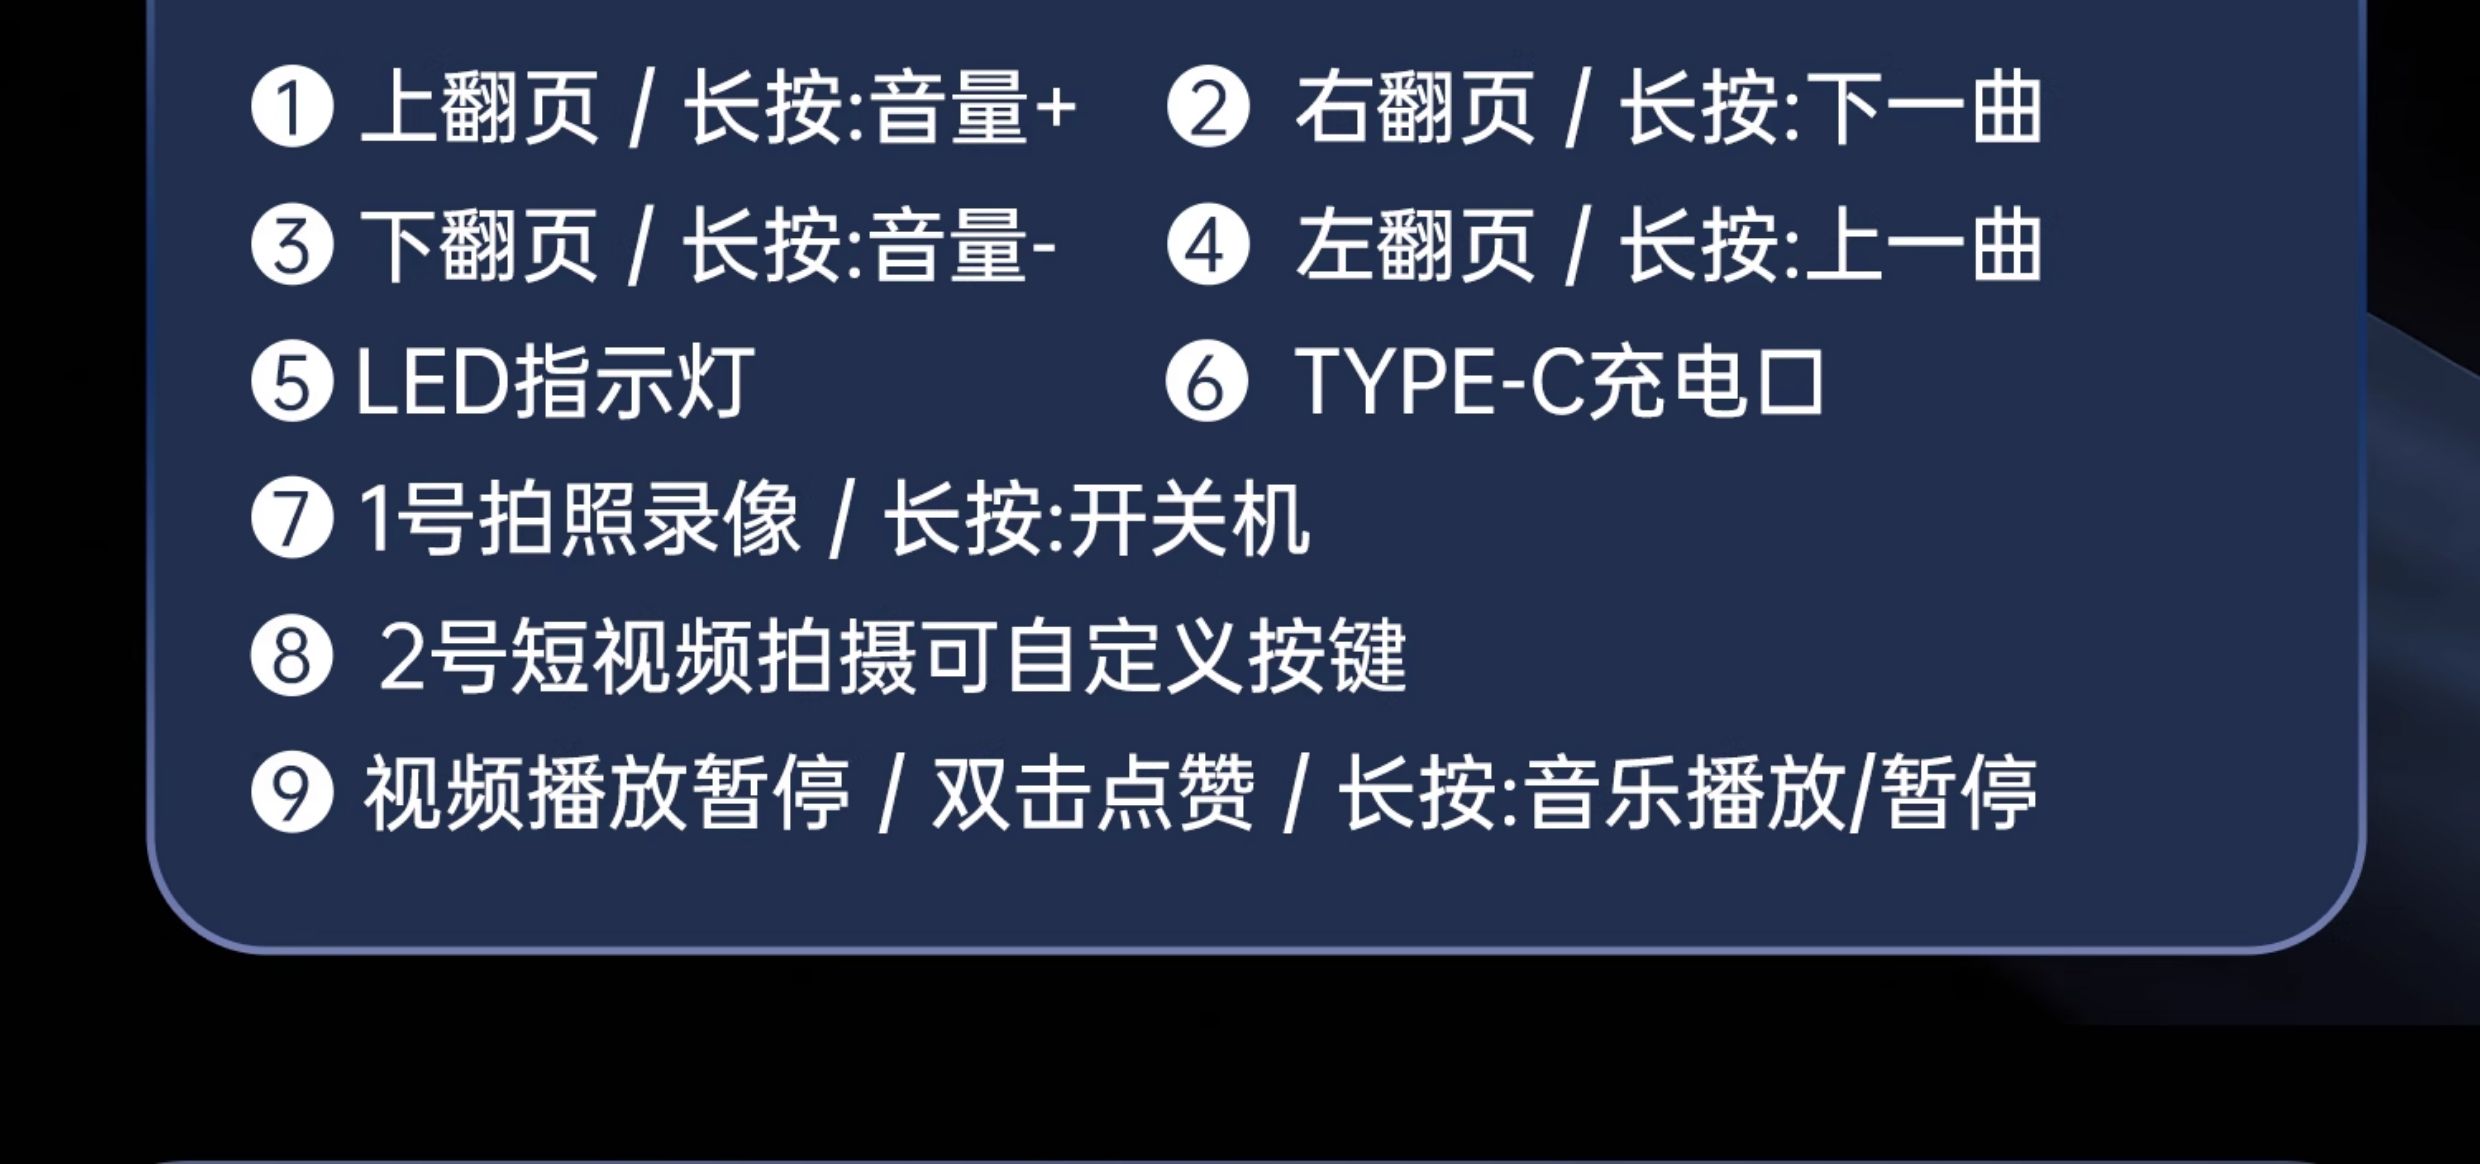 ❶ 上翻页 / 长按:音量+ ❷ 右翻页 / 长按:下一曲
❸ 下翻页 / 长按:音量- ❹ 左翻页 / 长按:上一曲
❺ LED指示灯 ❻ TYPE-C充电口
❼ 1号拍照录像 / 长按:开关机
❽ 2号短视频拍摄可自定义按键
❾ 视频播放暂停 / 双击点赞 / 长按:音乐播放/暂停